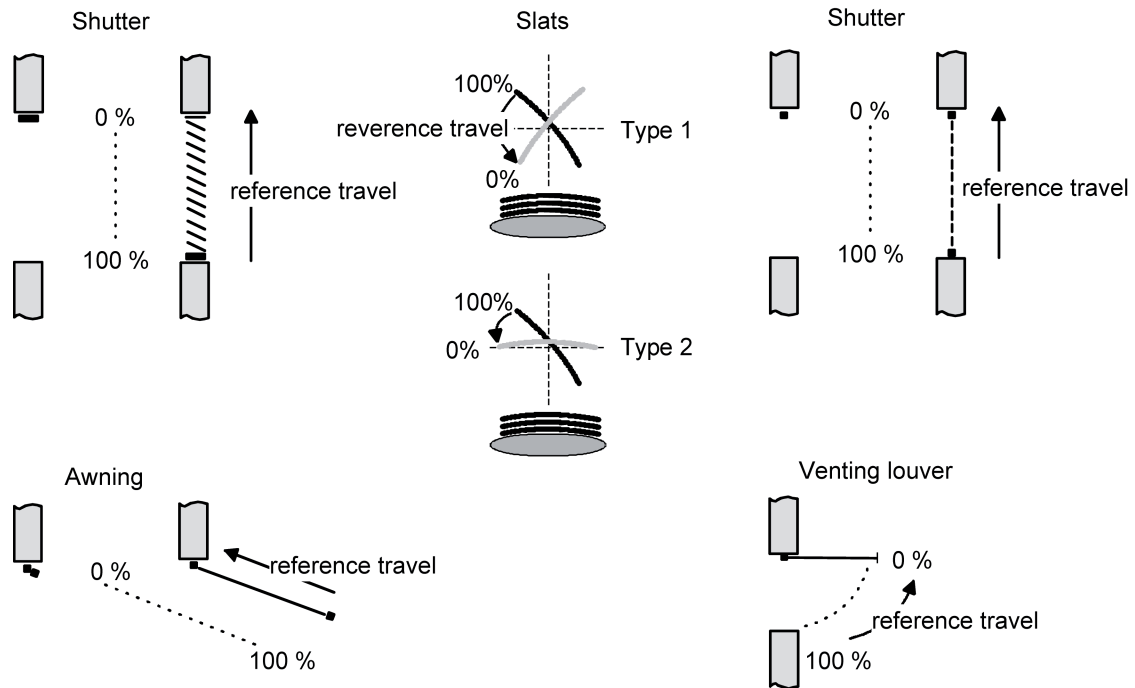 Shutter
0 %
reference travel
100 %
Slats
100%
reverence travel
Type 1
0%
100%
0%
Type 2
Shutter
0 %
reference travel
100 %
Awning
reference travel
0 %
100 %
Venting louver
0 %
reference travel
100 %